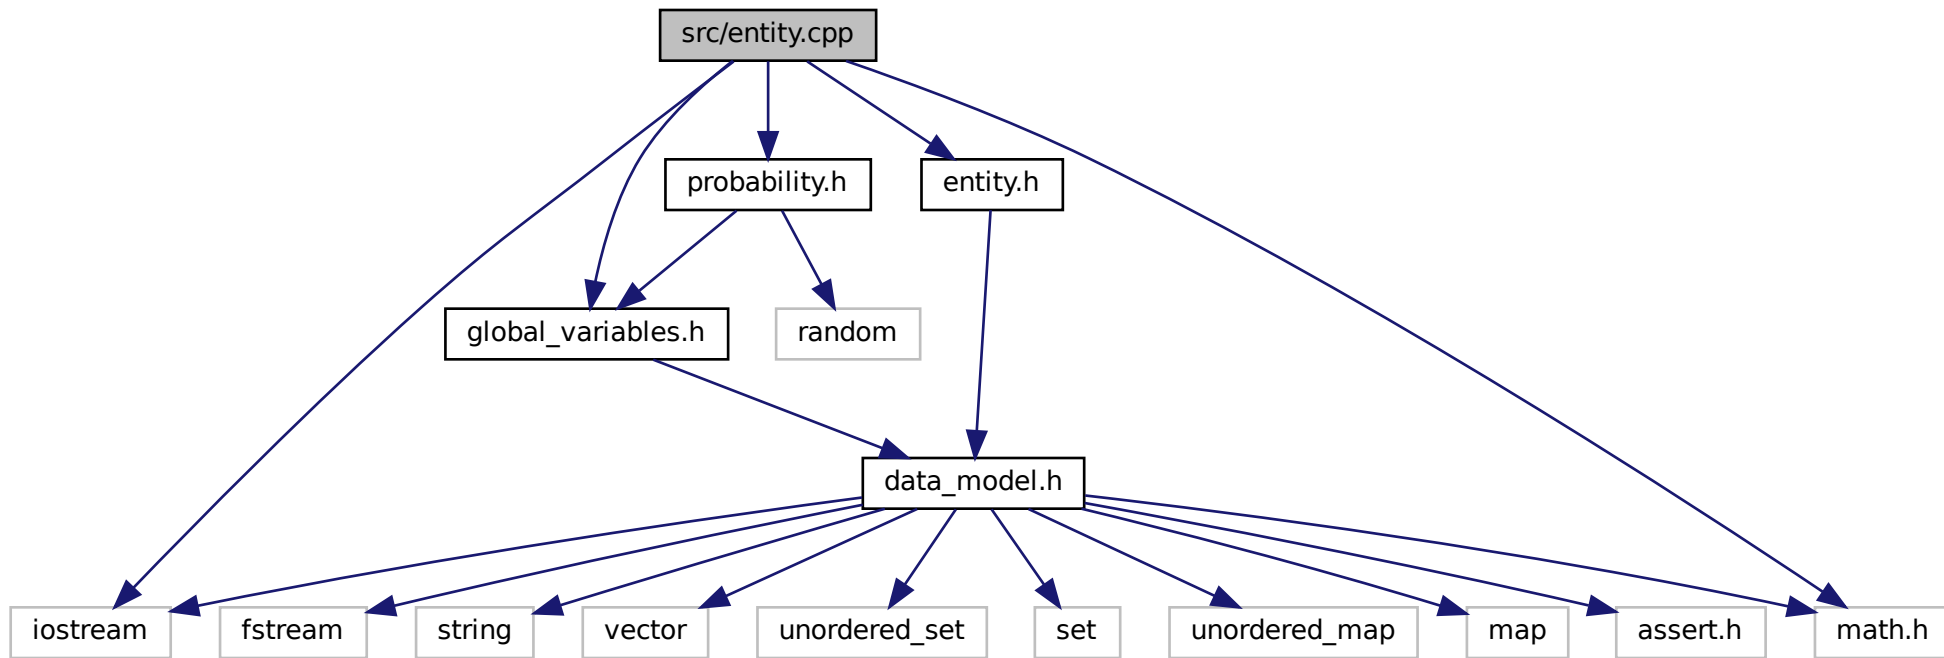 src/entity.cpp
probability.h
entity.h
global_variables.h
random
data_model.h
iostream
fstream
string
vector
unordered_set
set
unordered_map
map
assert.h
math.h